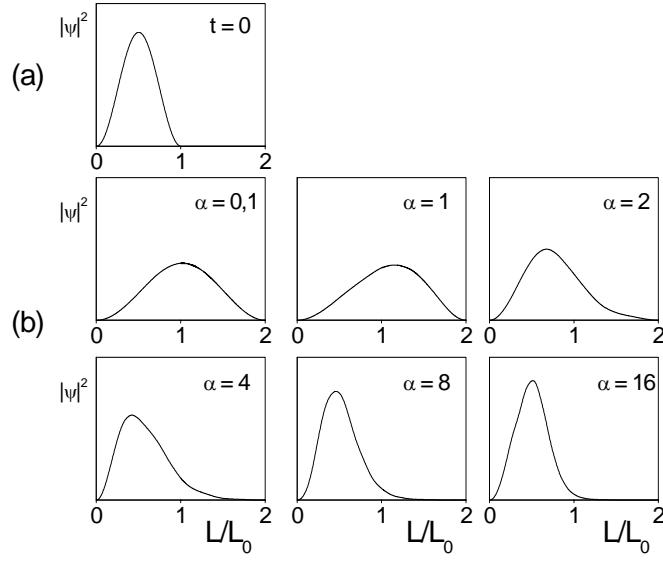 |ψ|²
t = 0
(a)
0 1 2
|ψ|²
α = 0,1
α = 1
α = 2
0 1 2
0 1 2
0 1 2
(b)
|ψ|²
α = 4
α = 8
α = 16
0 1 2
0 1 2
0 1 2
L/L₀
L/L₀
L/L₀